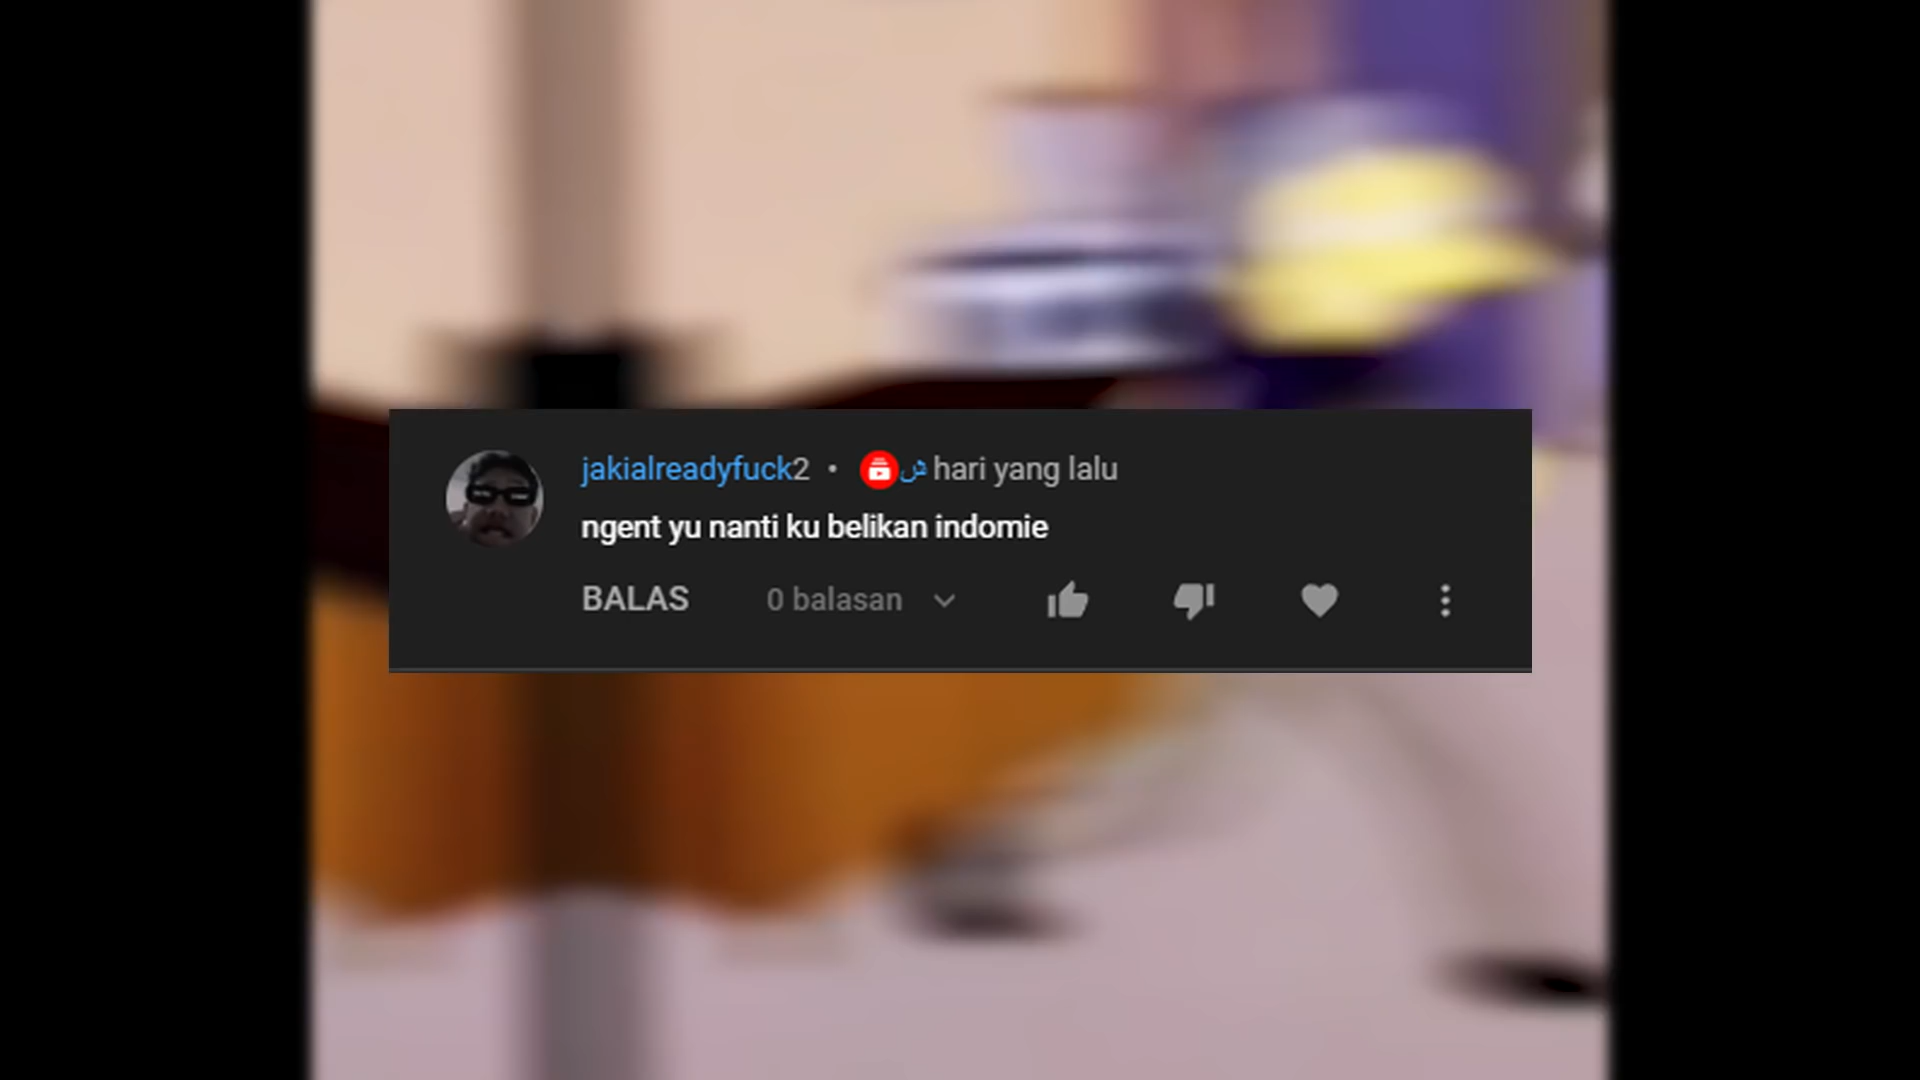 jakialreadyfuck2 • ش hari yang lalu
ngent yu nanti ku belikan indomie
BALAS 0 balasan